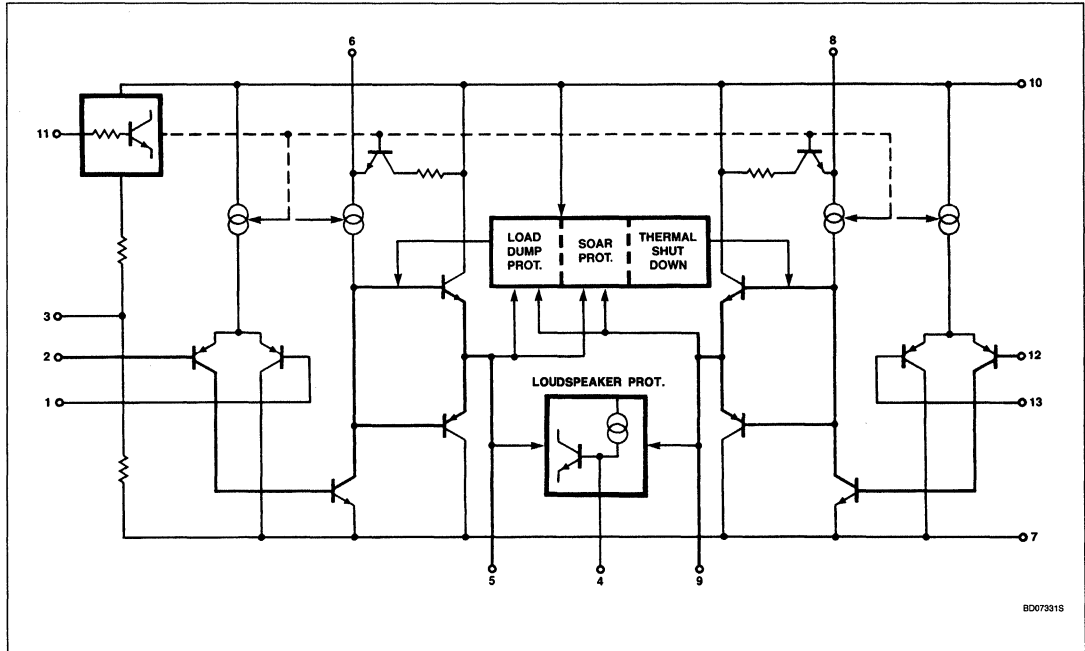 6
8
10
11
LOAD
DUMP
PROT.
SOAR
PROT.
THERMAL
SHUT
DOWN
3
2
12
1
13
LOUDSPEAKER PROT.
7
5
4
9
BD07331S